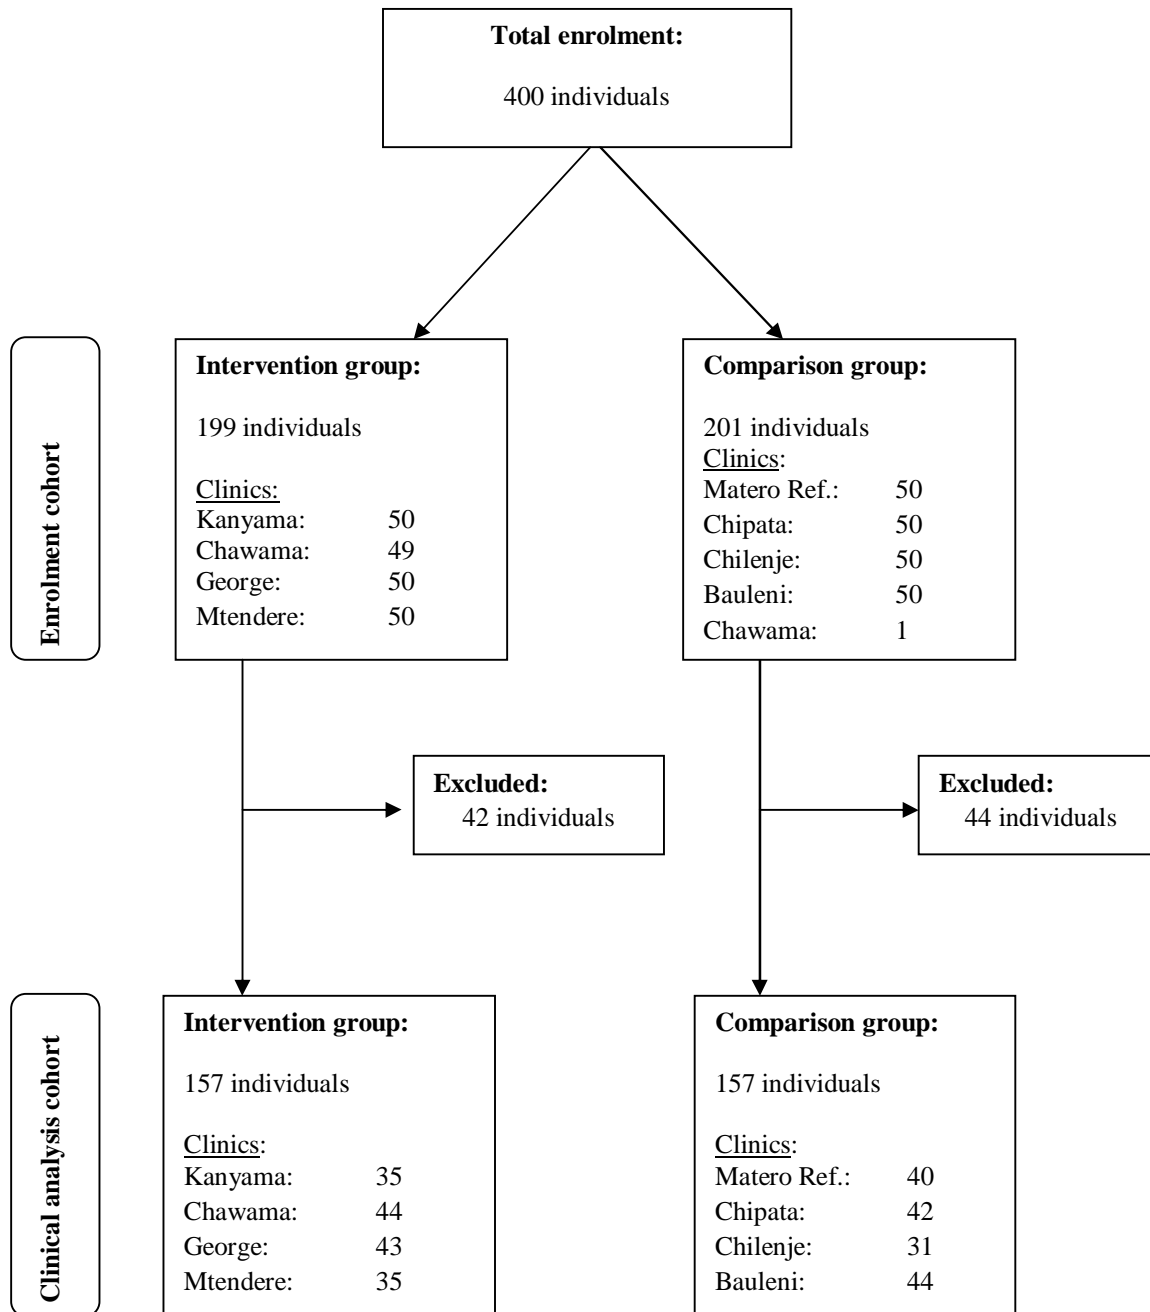 Total enrolment:
400 individuals
Enrolment cohort
Intervention group:
199 individuals
Clinics:
Kanyama: 50
Chawama: 49
George: 50
Mtendere: 50
Comparison group:
201 individuals
Clinics:
Matero Ref.: 50
Chipata: 50
Chilenje: 50
Bauleni: 50
Chawama: 1
Excluded:
42 individuals
Excluded:
44 individuals
Clinical analysis cohort
Intervention group:
157 individuals
Clinics:
Kanyama: 35
Chawama: 44
George: 43
Mtendere: 35
Comparison group:
157 individuals
Clinics:
Matero Ref.: 40
Chipata: 42
Chilenje: 31
Bauleni: 44